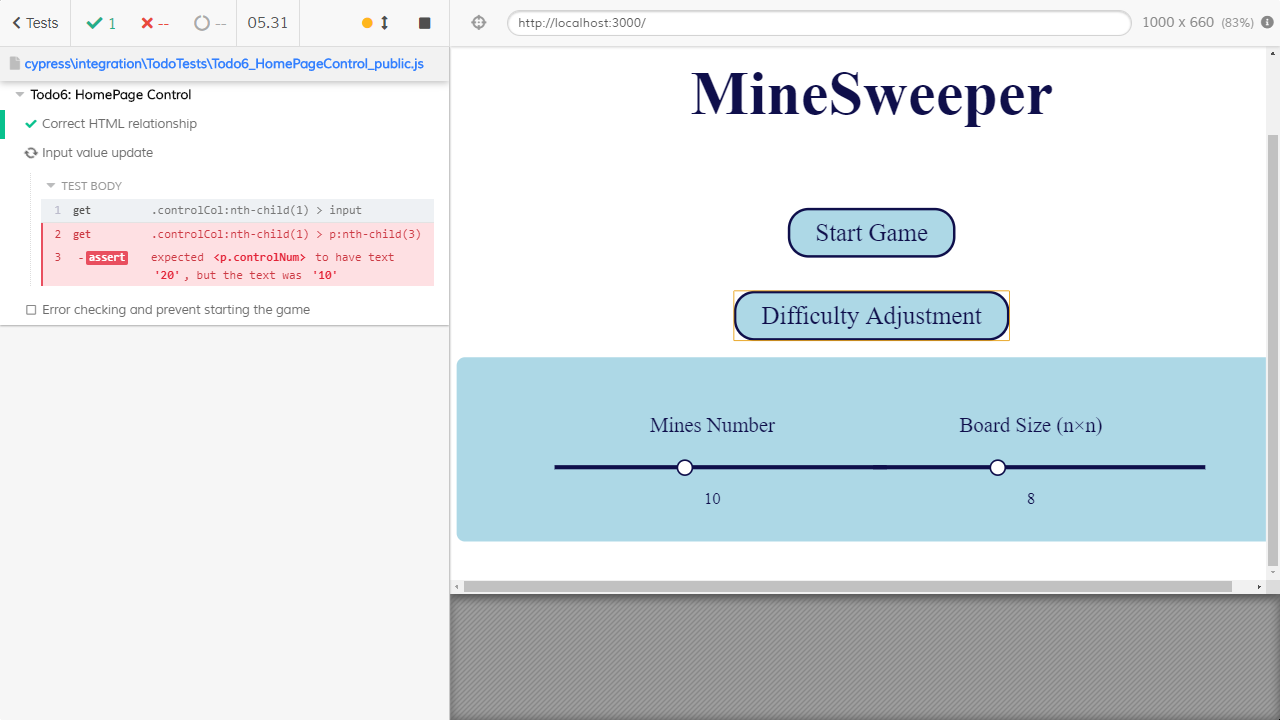 Tests
1
--
--
05.31
http://localhost:3000/
1000 x 660 (83%)
cypress\integration\TodoTests\Todo6_HomePageControl_public.js
Todo6: HomePage Control
Correct HTML relationship
Input value update
TEST BODY
1 get .controlCol:nth-child(1) > input
2 get .controlCol:nth-child(1) > p:nth-child(3)
3 -assert expected <p.controlNum> to have text
'20', but the text was '10'
Error checking and prevent starting the game
MineSweeper
Start Game
Difficulty Adjustment
Mines Number
Board Size (n×n)
10
8